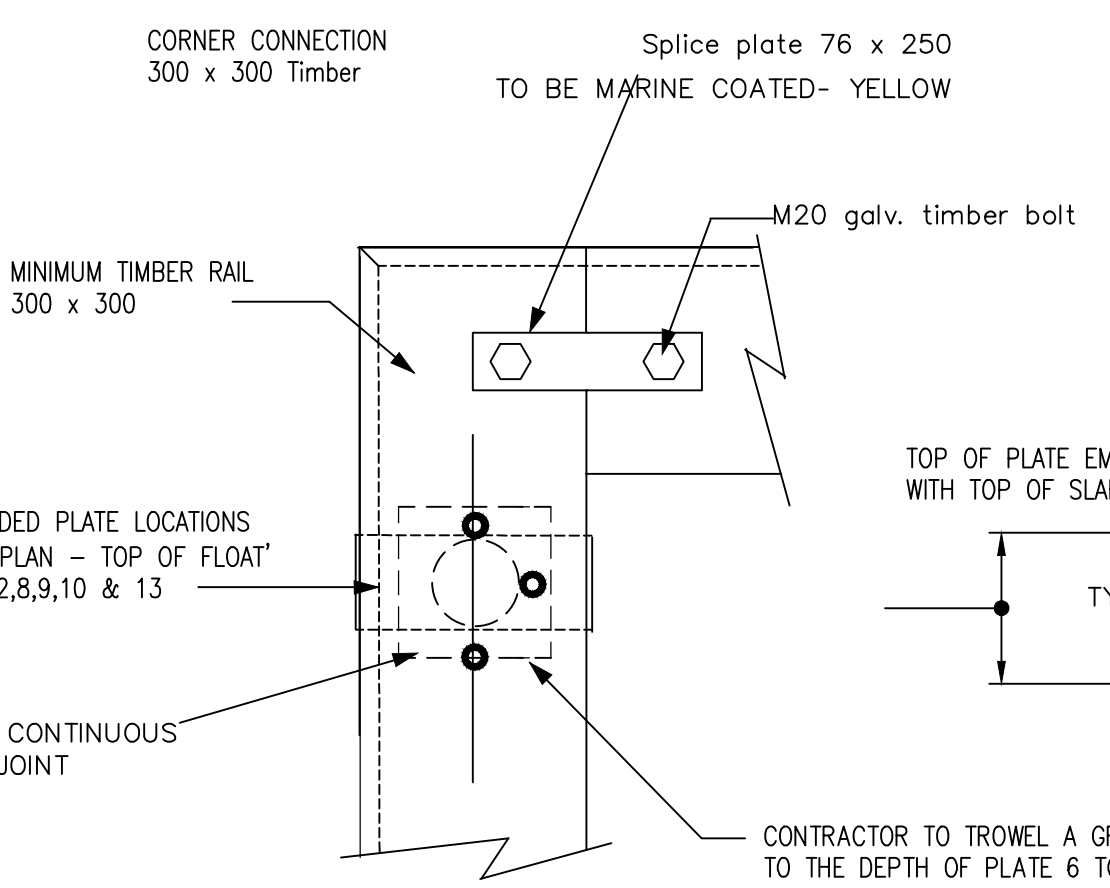 CORNER CONNECTION
300 x 300 Timber
Splice plate 76 x 250
TO BE MARINE COATED- YELLOW
M20 galv. timber bolt
MINIMUM TIMBER RAIL
300 x 300
TOP OF PLATE
WITH TOP OF
PLATE LOCATIONS
PLAN – TOP OF FLOAT'
2,8,9,10 & 13
CONTINUOUS
JOINT
CONTRACTOR TO TROWEL A
TO THE DEPTH OF PLATE 6